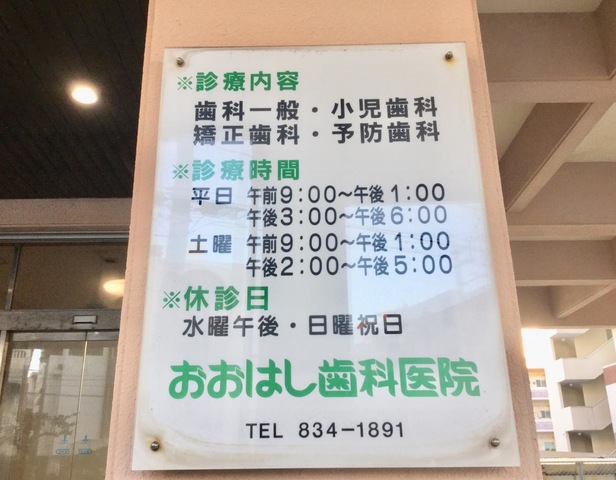 ※診療内容
歯科一般・小児歯科
矯正歯科・予防歯科
※診療時間
平日 午前9:00〜午後1:00
午後3:00〜午後6:00
土曜 午前9:00〜午後1:00
午後2:00〜午後5:00
※休診日
水曜午後・日曜祝日
おおはし歯科医院
TEL 834-1891